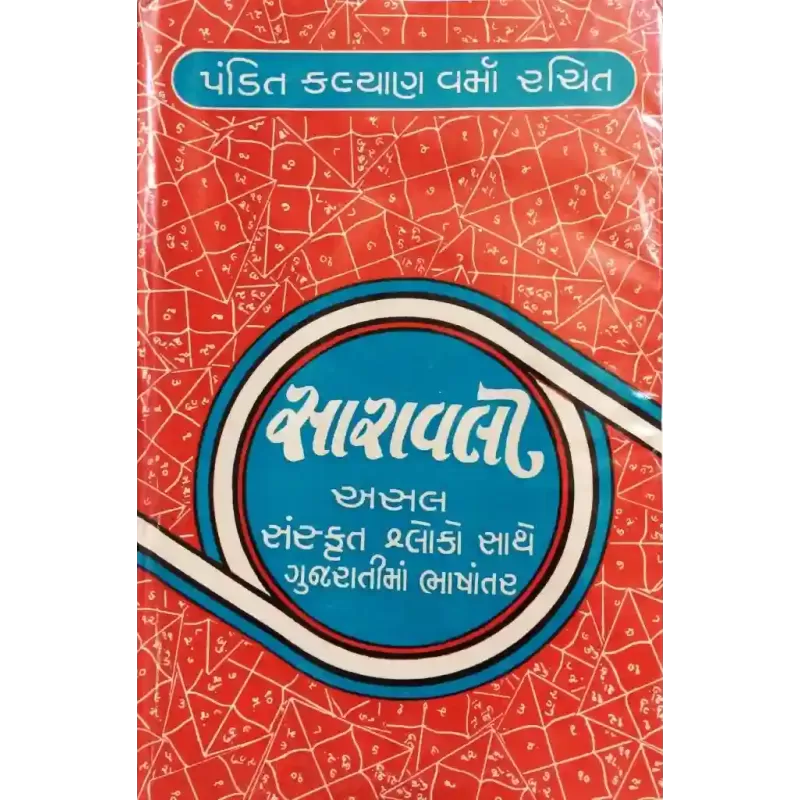 પંડિત કલ્યાણ વર્મા રચિત
સારાવલી
અસલ
સંસ્કૃત શ્લોકો સાથે
ગુજરાતીમાં ભાષાંતર